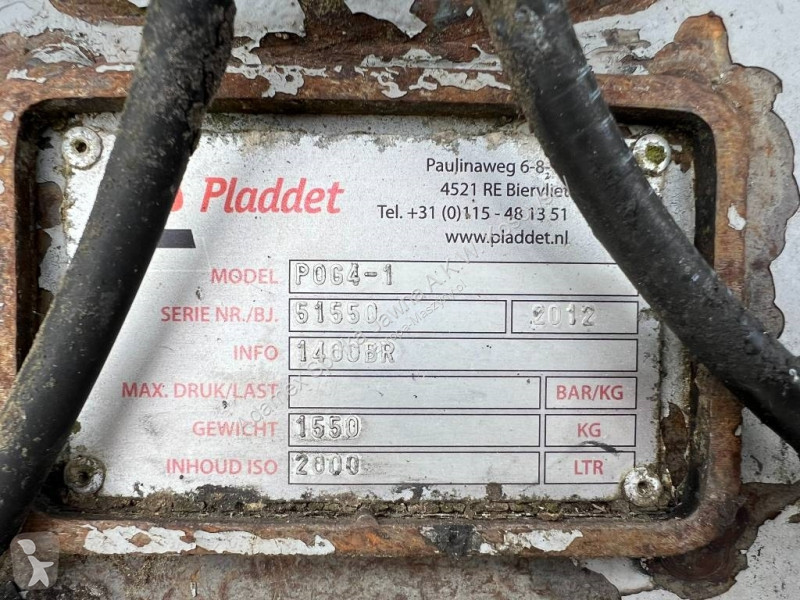 Pladdet
Paulinaweg 6-8
4521 RE Biervliet
Tel. +31 (0)115 - 48 13 51
www.pladdet.nl
MODEL POG4-1
SERIE NR./BJ. 51550 2012
INFO 1400BR
MAX. DRUK/LAST BAR/KG
GEWICHT 1550 KG
INHOUD ISO 2000 LTR